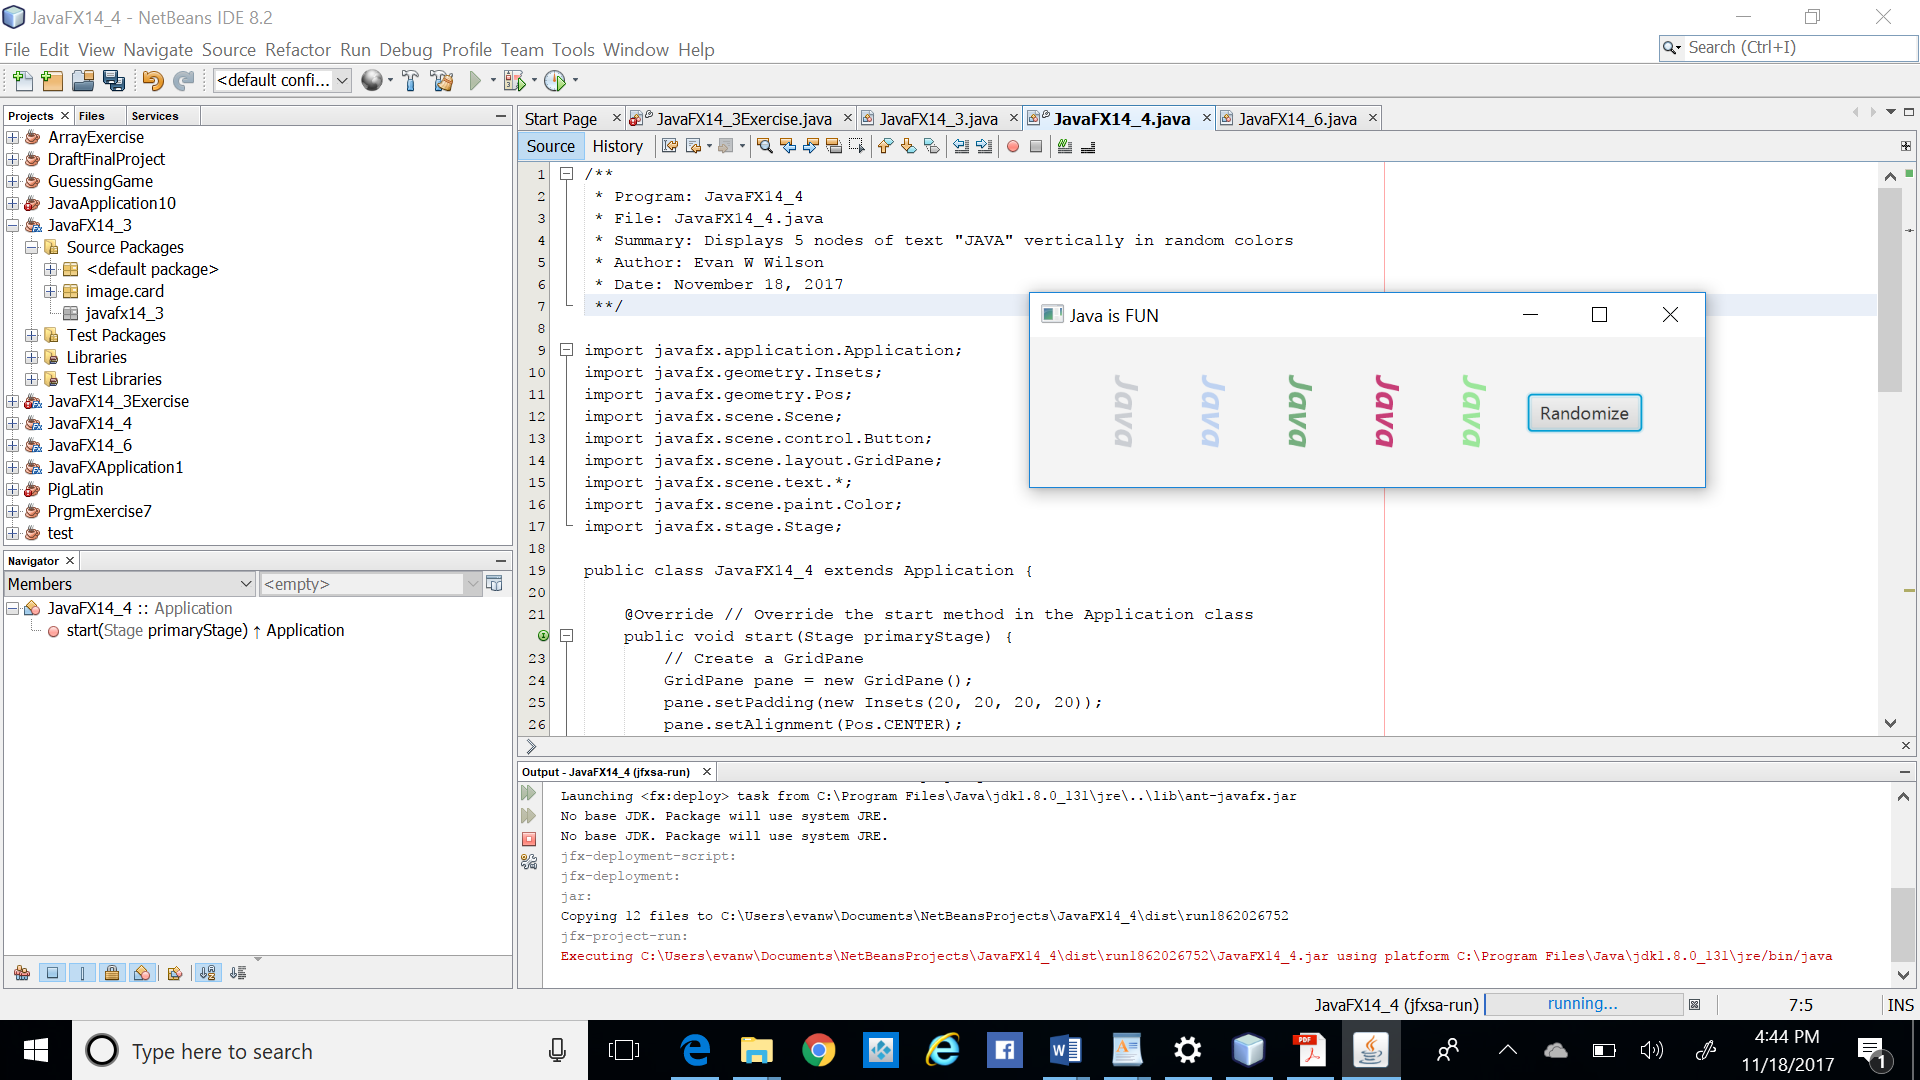 JavaFX14_4 - NetBeans IDE 8.2
File Edit View Navigate Source Refactor Run Debug Profile Team Tools Window Help
Search (Ctrl+I)
<default confi...
Projects Files Services
ArrayExercise
DraftFinalProject
GuessingGame
JavaApplication10
JavaFX14_3
Source Packages
<default package>
image.card
javafx14_3
Test Packages
Libraries
Test Libraries
JavaFX14_3Exercise
JavaFX14_4
JavaFX14_6
JavaFXApplication1
PigLatin
PrgmExercise7
test
Navigator
Members <empty>
JavaFX14_4 :: Application
start(Stage primaryStage) ↑ Application
Start Page JavaFX14_3Exercise.java JavaFX14_3.java JavaFX14_4.java JavaFX14_6.java
Source History
1 /**
2 * Program: JavaFX14_4
3 * File: JavaFX14_4.java
4 * Summary: Displays 5 nodes of text "JAVA" vertically in random colors
5 * Author: Evan W Wilson
6 * Date: November 18, 2017
7 **/
8
9 import javafx.application.Application;
10 import javafx.geometry.Insets;
11 import javafx.geometry.Pos;
12 import javafx.scene.Scene;
13 import javafx.scene.control.Button;
14 import javafx.scene.layout.GridPane;
15 import javafx.scene.text.*;
16 import javafx.scene.paint.Color;
17 import javafx.stage.Stage;
18
19 public class JavaFX14_4 extends Application {
20
21 @Override // Override the start method in the Application class
public void start(Stage primaryStage) {
23 // Create a GridPane
24 GridPane pane = new GridPane();
25 pane.setPadding(new Insets(20, 20, 20, 20));
26 pane.setAlignment(Pos.CENTER);
Java is FUN
Java
Java
Java
Java
Java
Randomize
Output - JavaFX14_4 (jfxsa-run)
Launching <fx:deploy> task from C:\Program Files\Java\jdk1.8.0_131\jre\..\lib\ant-javafx.jar
No base JDK. Package will use system JRE.
No base JDK. Package will use system JRE.
jfx-deployment-script:
jfx-deployment:
jar:
Copying 12 files to C:\Users\evanw\Documents\NetBeansProjects\JavaFX14_4\dist\run1862026752
jfx-project-run:
Executing C:\Users\evanw\Documents\NetBeansProjects\JavaFX14_4\dist\run1862026752\JavaFX14_4.jar using platform C:\Program Files\Java\jdk1.8.0_131\jre/bin/java
JavaFX14_4 (jfxsa-run) running... 7:5 INS
Type here to search
4:44 PM
11/18/2017
1